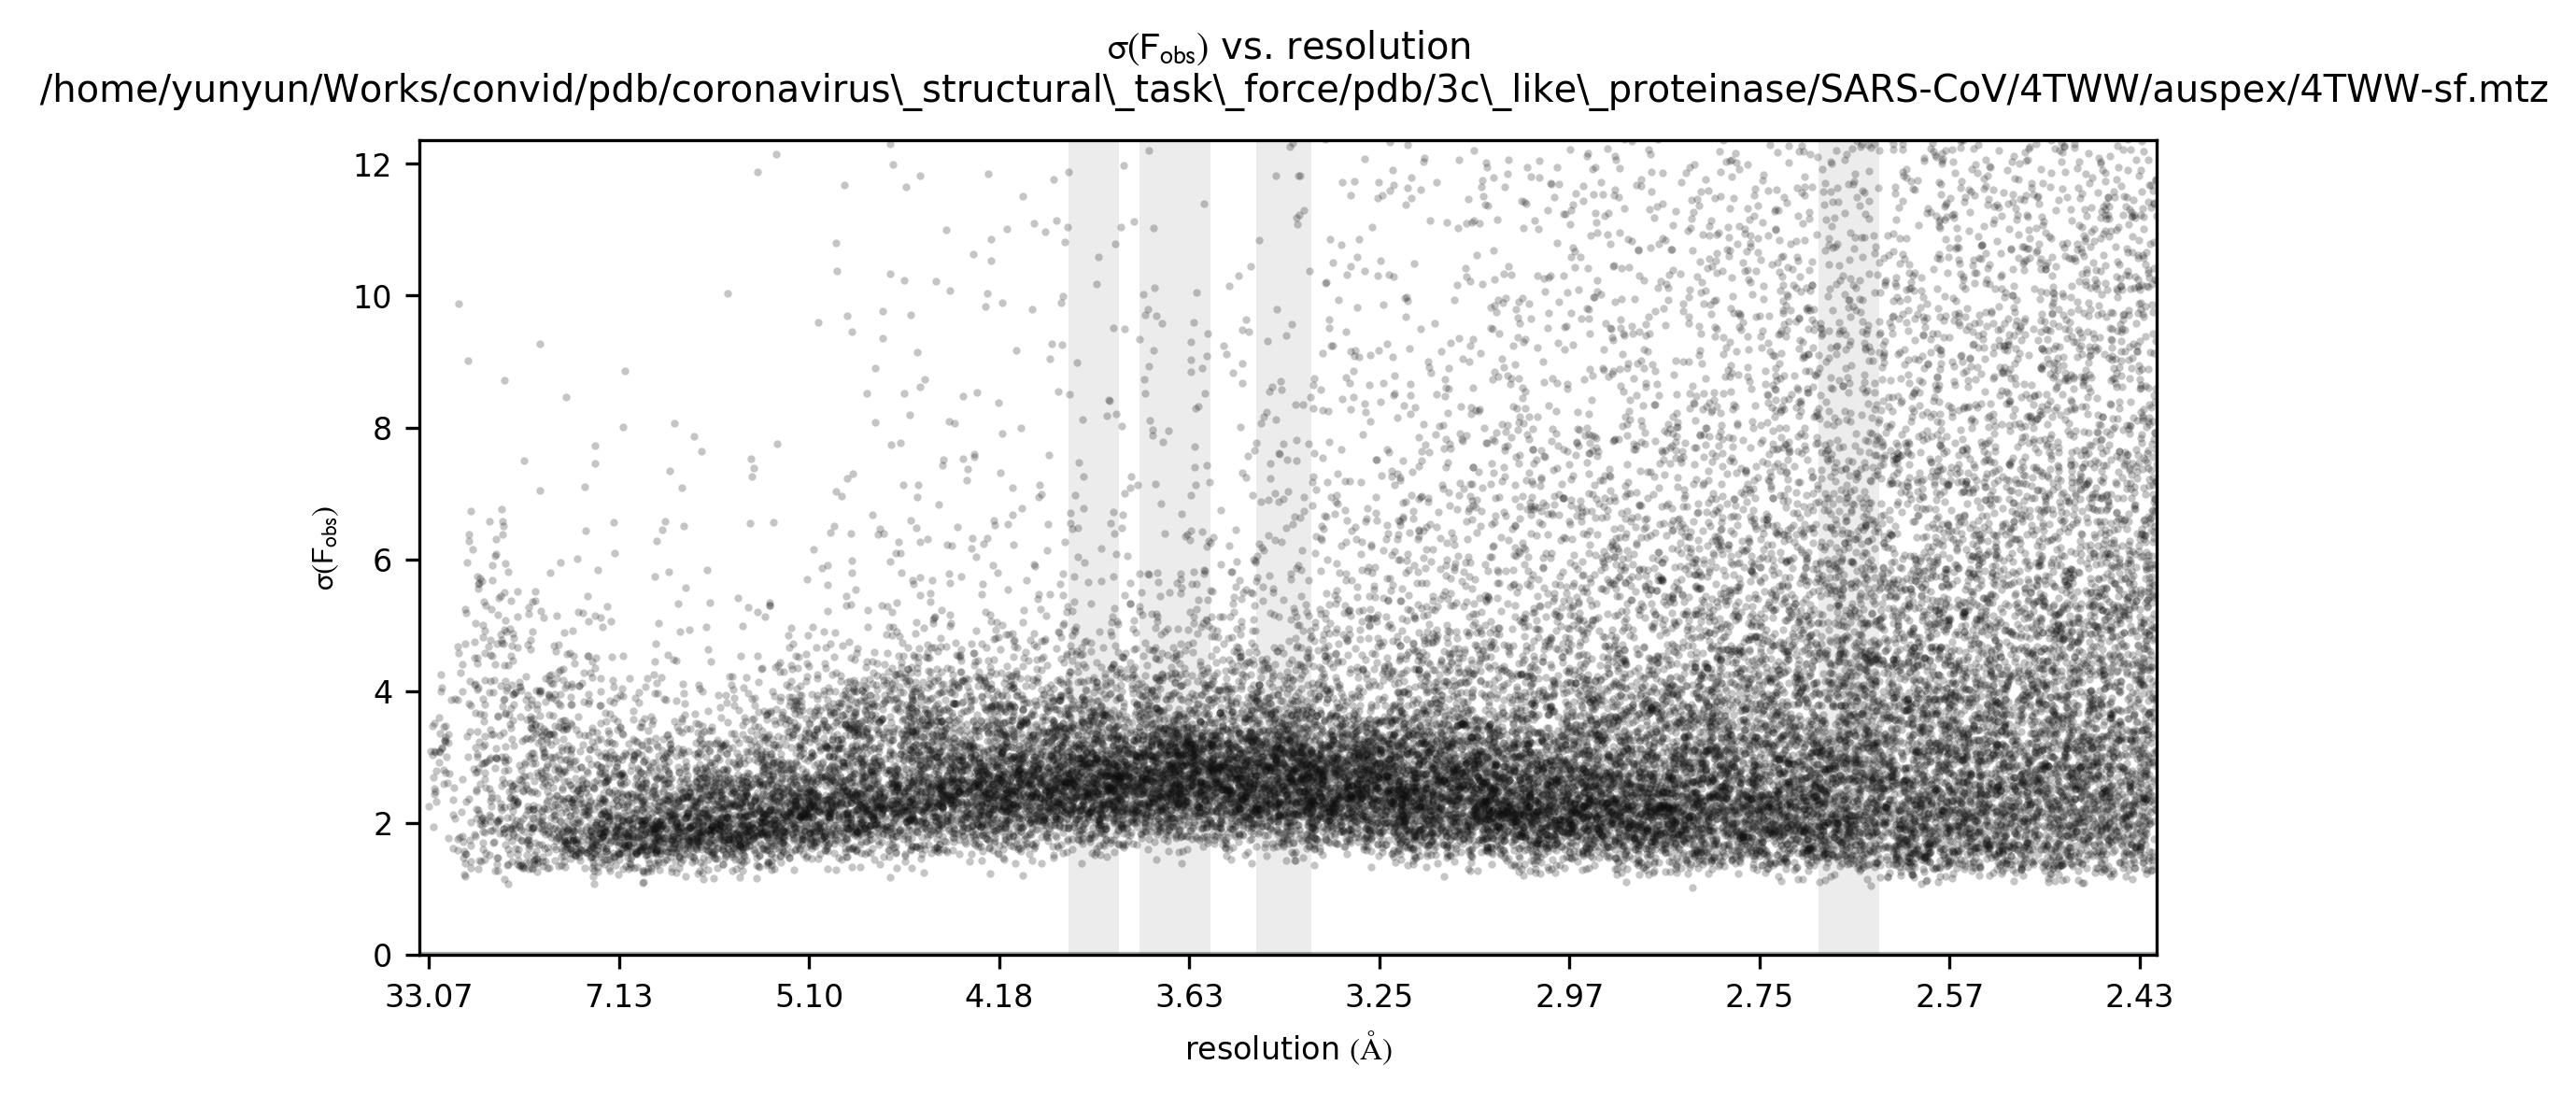 σ(Fobs) vs. resolution
/home/yunyun/Works/convid/pdb/coronavirus\_structural\_task\_force/pdb/3c\_like\_proteinase/SARS-CoV/4TWW/auspex/4TWW-sf.mtz
12
10
8
6
4
2
0
σ(Fobs)
33.07 7.13 5.10 4.18 3.63 3.25 2.97 2.75 2.57 2.43
resolution (Å)